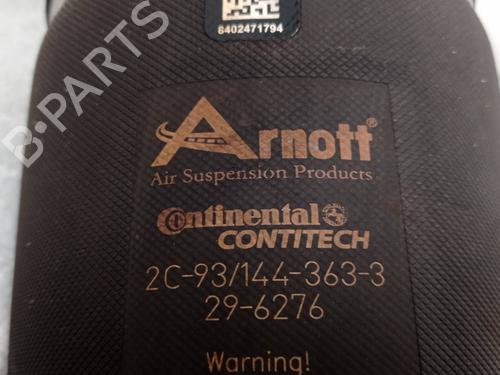 6402471794
B-PARTS
Arnott®
Air Suspension Products
Continental
CONTITECH
2C-93/144-363-3
29-6276
Warning!